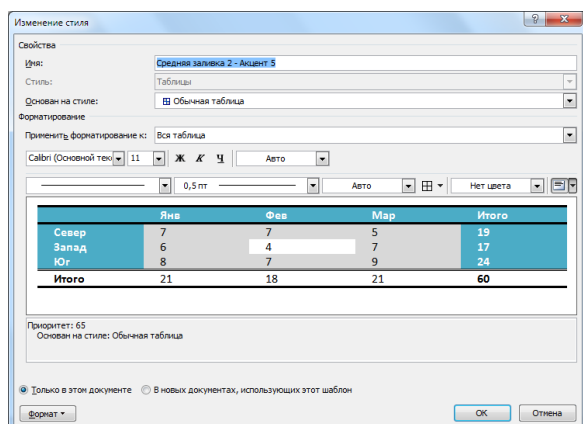 Изменение стиля
Свойства
Имя: Средняя заливка 2 - Акцент 5
Стиль: Таблицы
Основан на стиле: Обычная таблица
Форматирование
Применить форматирование к: Вся таблица
Calibri (Основной тек 11 Ж К Ч Авто
0,5 пт Авто Нет цвета
Янв Фев Мар Итого
Север 7 7 5 19
Запад 6 4 7 17
Юг 8 7 9 24
Итого 21 18 21 60
Приоритет: 65
Основан на стиле: Обычная таблица
Только в этом документе В новых документах, использующих этот шаблон
Формат ОК Отмена